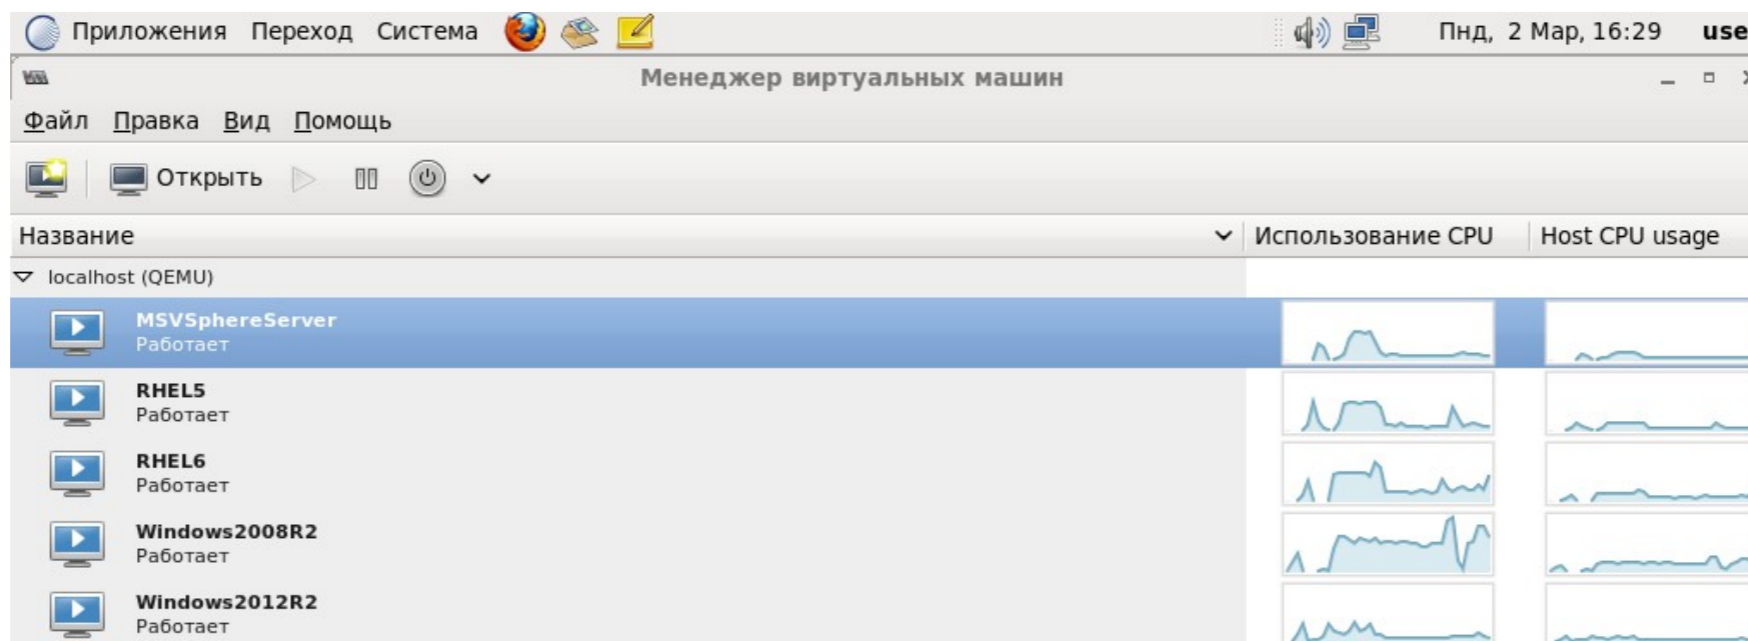 Приложения Переход Система Пнд, 2 Мар, 16:29 use
Менеджер виртуальных машин
Файл Правка Вид Помощь
Открыть
Название Использование CPU Host CPU usage
localhost (QEMU)
MSVSphereServer
Работает
RHEL5
Работает
RHEL6
Работает
Windows2008R2
Работает
Windows2012R2
Работает